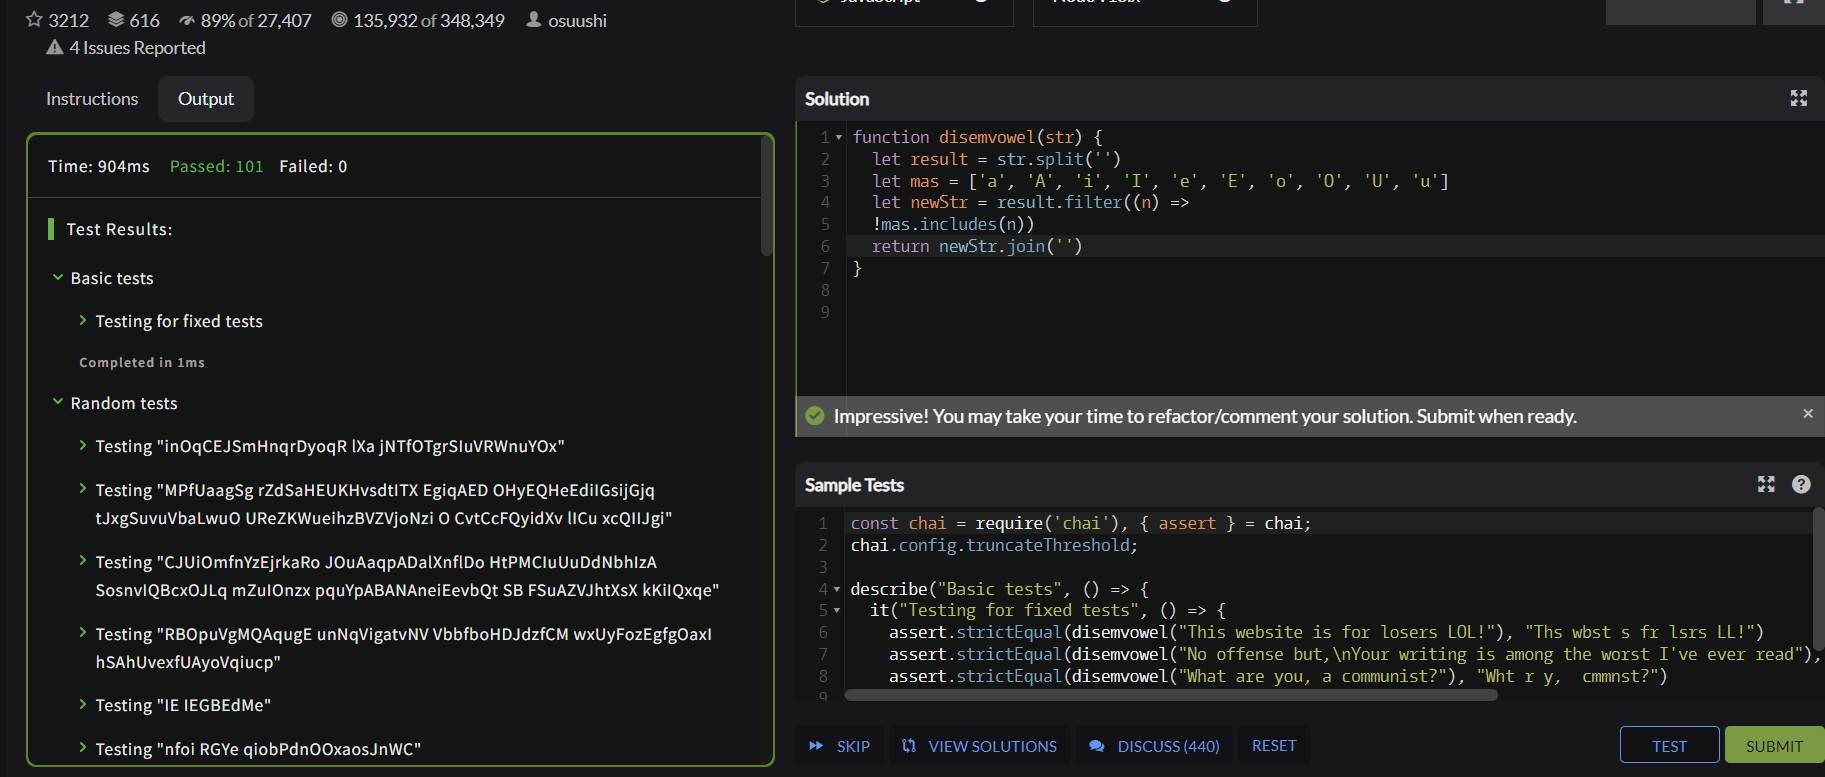 3212 616 89% of 27,407 135,932 of 348,349 osuushi
4 Issues Reported
Instructions Output
Time: 904ms Passed: 101 Failed: 0
Test Results:
Basic tests
Testing for fixed tests
Completed in 1ms
Random tests
Testing "inOqCEJSmHnqrDyoqR lXa jNTfOTgrSIuVRWnuYOx"
Testing "MPfUaagSg rZdSaHEUKHvsdtITX EgiqAED OHyEQHeEdiIGsijGjq
tJxgSuvuVbaLwuO UReZKWueihzBVZVjoNzi O CvtCcFQyidXv lICu xcQIIJgi"
Testing "CJUiOmfnYzEjrkaRo JOuAaqpADalXnflDo HtPMCIuUuDdNbhIzA
SosnvIQBcxOJLq mZuIOnzx pquYpABANAneiEevbQt SB FSuAZVJhtXsX kKiIQxqe"
Testing "RBOpuVgMQAqugE unNqVigatvNV VbbfboHDJdzfCM wxUyFozEgfgOaxI
hSAhUvexfUAyoVqiucp"
Testing "IE IEGBEdMe"
Testing "nfoi RGYe qiobPdnOOxaosJnWC"
Solution
1 function disemvowel(str) {
2 let result = str.split('')
3 let mas = ['a', 'A', 'i', 'I', 'e', 'E', 'o', 'O', 'U', 'u']
4 let newStr = result.filter((n) =>
5 !mas.includes(n))
6 return newStr.join('')
7 }
8
9
Impressive! You may take your time to refactor/comment your solution. Submit when ready. ×
Sample Tests ?
1 const chai = require('chai'), { assert } = chai;
2 chai.config.truncateThreshold;
3
4 describe("Basic tests", () => {
5 it("Testing for fixed tests", () => {
6 assert.strictEqual(disemvowel("This website is for losers LOL!"), "Ths wbst s fr lsrs LL!")
7 assert.strictEqual(disemvowel("No offense but,\nYour writing is among the worst I've ever read"),
8 assert.strictEqual(disemvowel("What are you, a communist?"), "Wht r y,  cmmnst?")
9
SKIP VIEW SOLUTIONS DISCUSS (440) RESET TEST SUBMIT